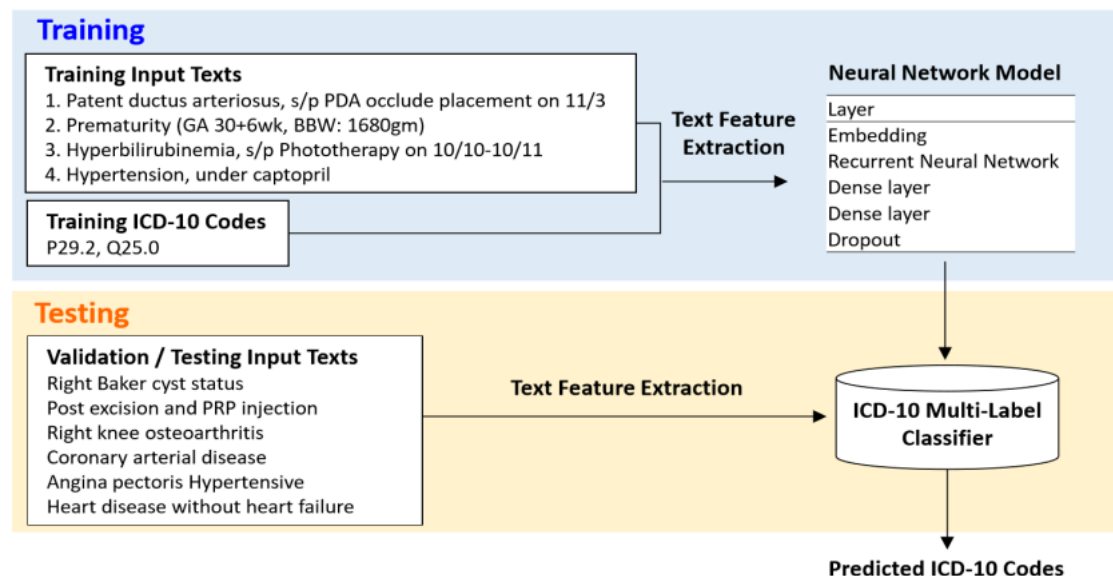 Training
Training Input Texts
1. Patent ductus arteriosus, s/p PDA occlude placement on 11/3
2. Prematurity (GA 30+6wk, BBW: 1680gm)
3. Hyperbilirubinemia, s/p Phototherapy on 10/10-10/11
4. Hypertension, under captopril
Training ICD-10 Codes
P29.2, Q25.0
Text Feature
Extraction
Neural Network Model
Layer
Embedding
Recurrent Neural Network
Dense layer
Dense layer
Dropout
Testing
Validation / Testing Input Texts
Right Baker cyst status
Post excision and PRP injection
Right knee osteoarthritis
Coronary arterial disease
Angina pectoris Hypertensive
Heart disease without heart failure
Text Feature Extraction
ICD-10 Multi-Label
Classifier
Predicted ICD-10 Codes